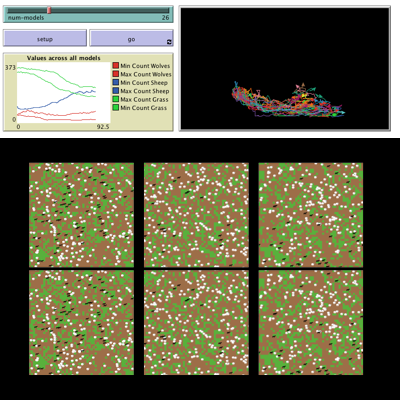 num-models 26
setup go
Values across all models
373
0
0 92.5
Min Count Wolves
Max Count Wolves
Min Count Sheep
Max Count Sheep
Max Count Grass
Min Count Grass